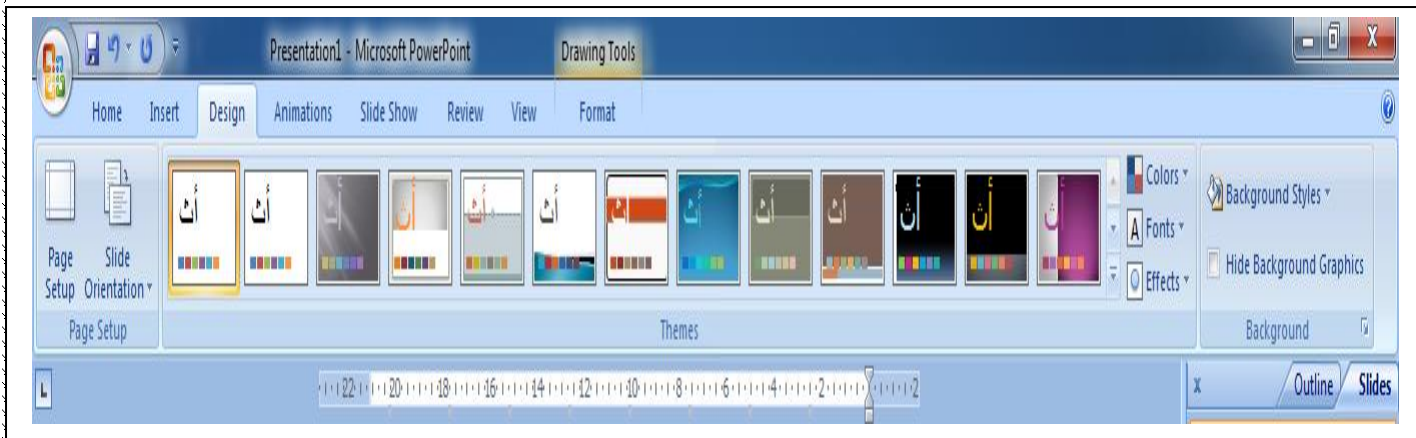 Presentation1 - Microsoft PowerPoint Drawing Tools
Home Insert Design Animations Slide Show Review View Format
أث أث أث أث أث أث أث أث أث أث أث أث أث
Colors
Fonts
Effects
Background Styles
Hide Background Graphics
Page Setup
Slide Orientation
Page Setup Themes Background
L 22 20 18 16 14 12 10 8 6 4 2 2
x Outline Slides